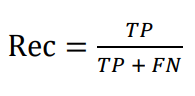 Rec = TP / TP + FN